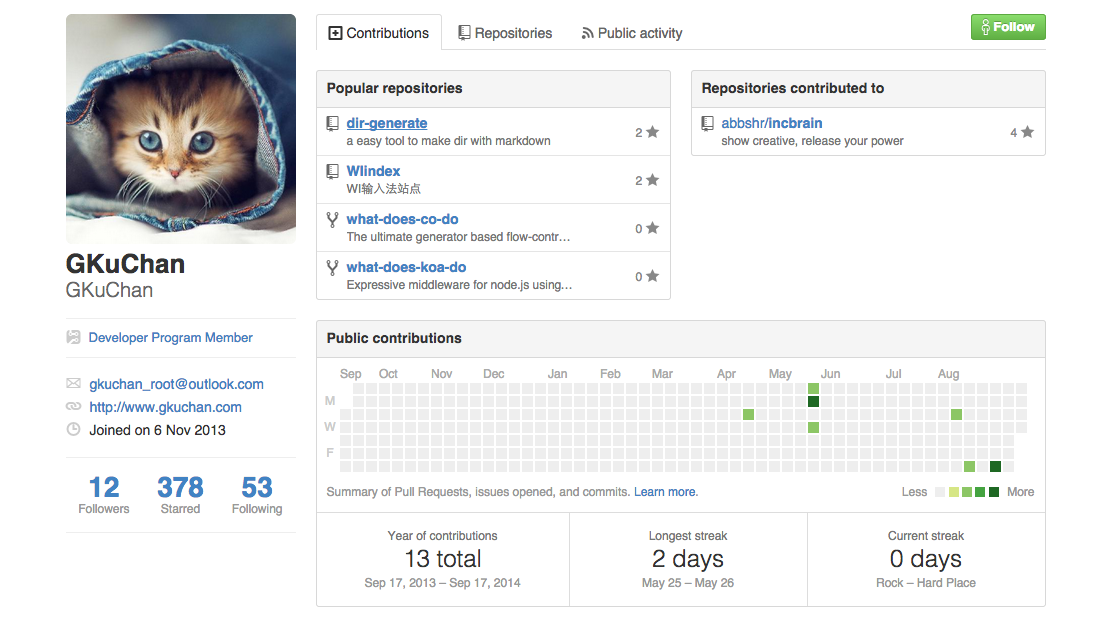 GKuChan
GKuChan
Developer Program Member
gkuchan_root@outlook.com
http://www.gkuchan.com
Joined on 6 Nov 2013
12 378 53
Followers Starred Following
Contributions Repositories Public activity
Follow
Popular repositories
dir-generate
a easy tool to make dir with markdown
2
WIindex
WI输入法站点
2
what-does-co-do
The ultimate generator based flow-contr…
0
what-does-koa-do
Expressive middleware for node.js using…
0
Repositories contributed to
abbshr/incbrain
show creative, release your power
4
Public contributions
Sep Oct Nov Dec Jan Feb Mar Apr May Jun Jul Aug
M
W
F
Summary of Pull Requests, issues opened, and commits. Learn more.
Less More
Year of contributions
13 total
Sep 17, 2013 – Sep 17, 2014
Longest streak
2 days
May 25 – May 26
Current streak
0 days
Rock – Hard Place